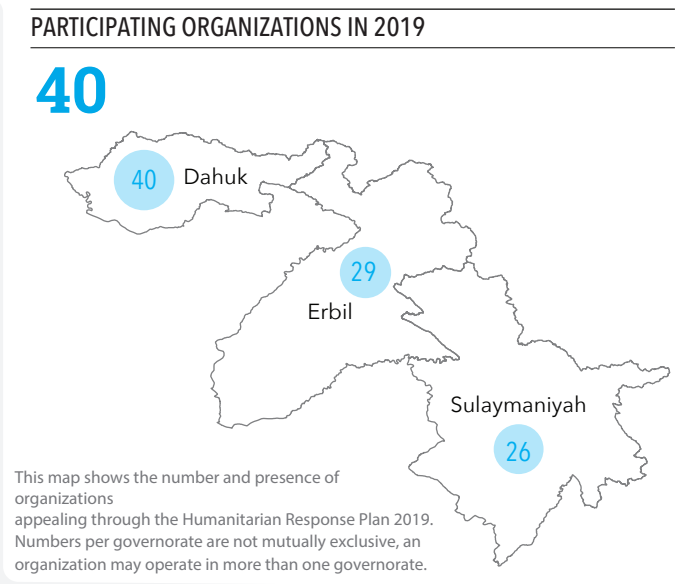 PARTICIPATING ORGANIZATIONS IN 2019
40
40 Dahuk
29
Erbil
Sulaymaniyah
26
This map shows the number and presence of
organizations
appealing through the Humanitarian Response Plan 2019.
Numbers per governorate are not mutually exclusive, an
organization may operate in more than one governorate.